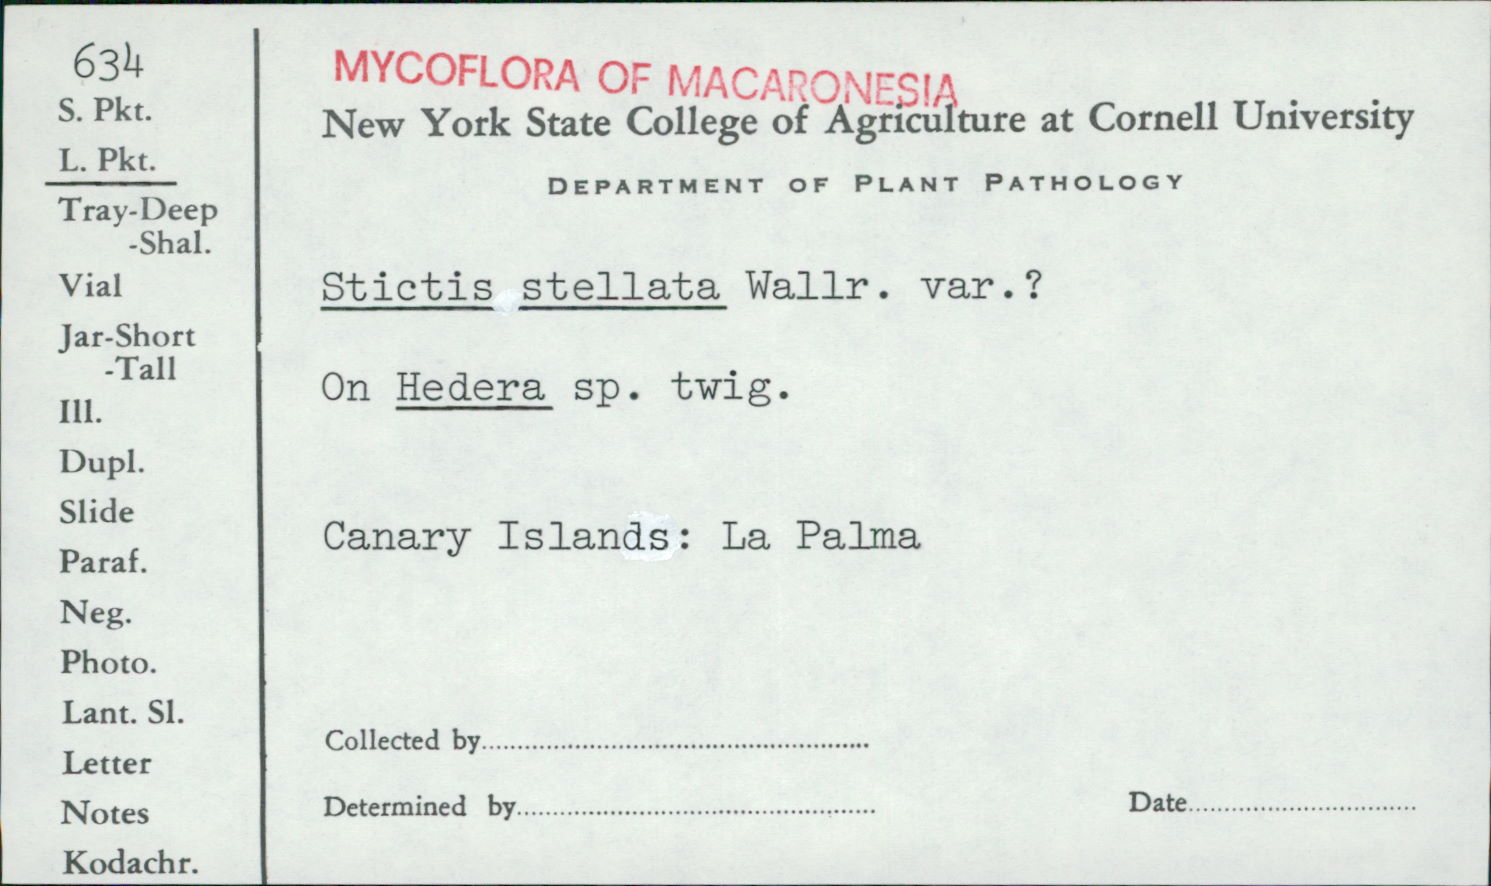 634
S. Pkt.
L. Pkt.
Tray-Deep
-Shal.
Vial
Jar-Short
-Tall
Ill.
Dupl.
Slide
Paraf.
Neg.
Photo.
Lant. Sl.
Letter
Notes
Kodachr.
MYCOFLORA OF MACARONESIA
New York State College of Agriculture at Cornell University
DEPARTMENT OF PLANT PATHOLOGY
Stictis stellata Wallr. var.?
On Hedera sp. twig.
Canary Islands: La Palma
Collected by
Determined by
Date